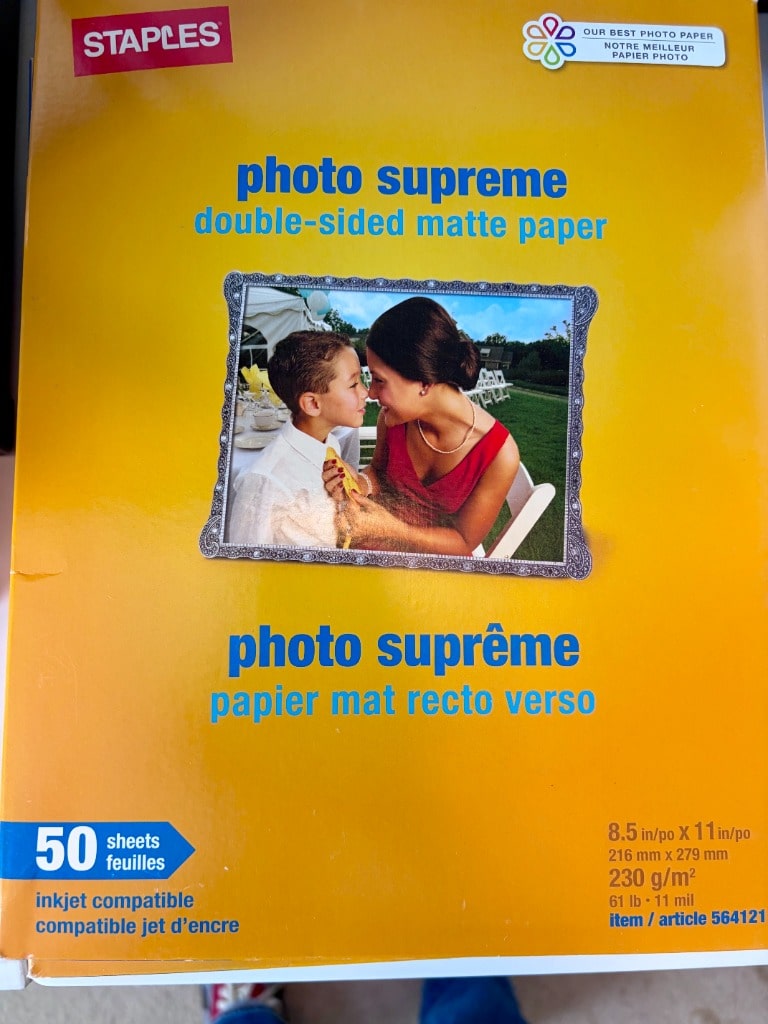 STAPLES
OUR BEST PHOTO PAPER
NOTRE MEILLEUR
PAPIER PHOTO
photo supreme
double-sided matte paper
photo suprême
papier mat recto verso
50 sheets
feuilles
inkjet compatible
compatible jet d'encre
8.5 in/po x 11 in/po
216 mm x 279 mm
230 g/m²
61 lb • 11 mil
item / article 564121